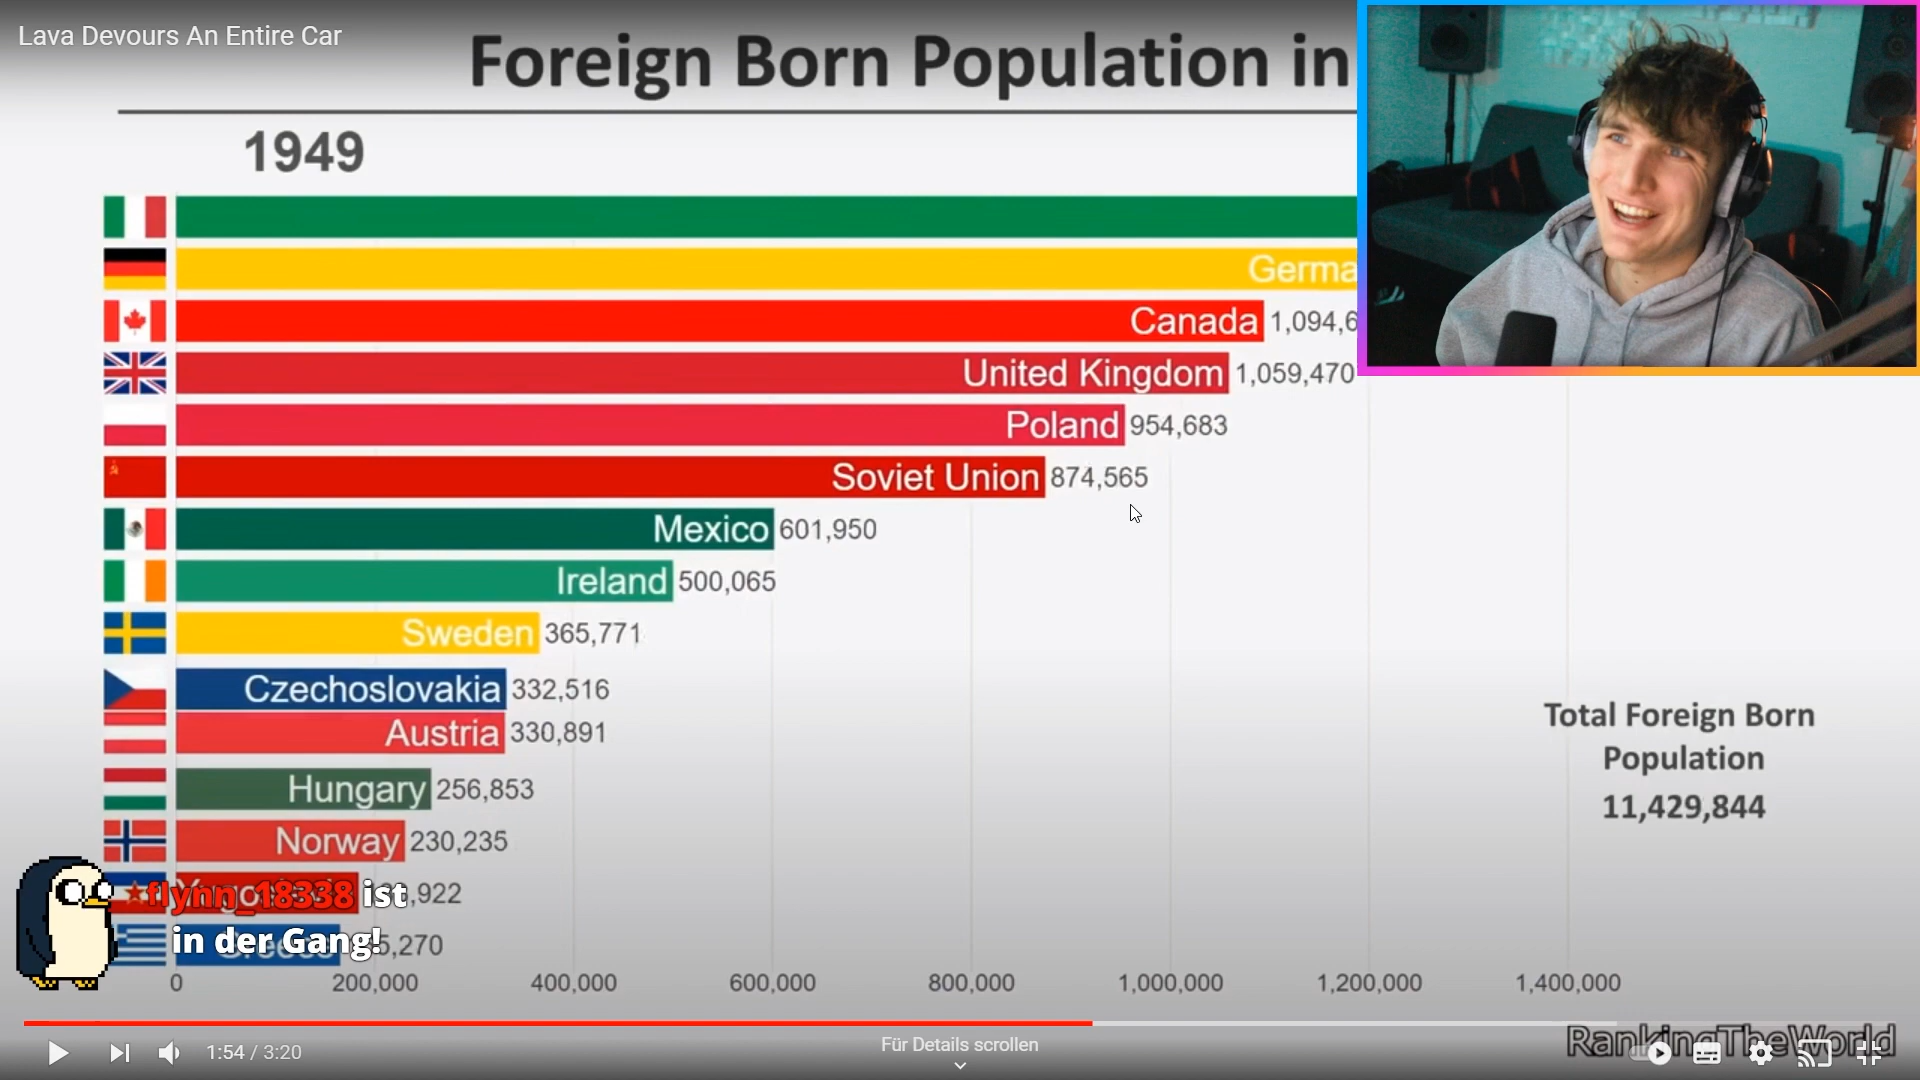 Lava Devours An Entire Car
Foreign Born Population in
1949
Germa
Canada 1,094,6
United Kingdom 1,059,470
Poland 954,683
Soviet Union 874,565
Mexico 601,950
Ireland 500,065
Sweden 365,771
Czechoslovakia 332,516
Austria 330,891
Hungary 256,853
Norway 230,235
,922
5,270
flynn_18338 ist
in der Gang!
Total Foreign Born
Population
11,429,844
0 200,000 400,000 600,000 800,000 1,000,000 1,200,000 1,400,000
RankingTheWorld
1:54 / 3:20
Für Details scrollen